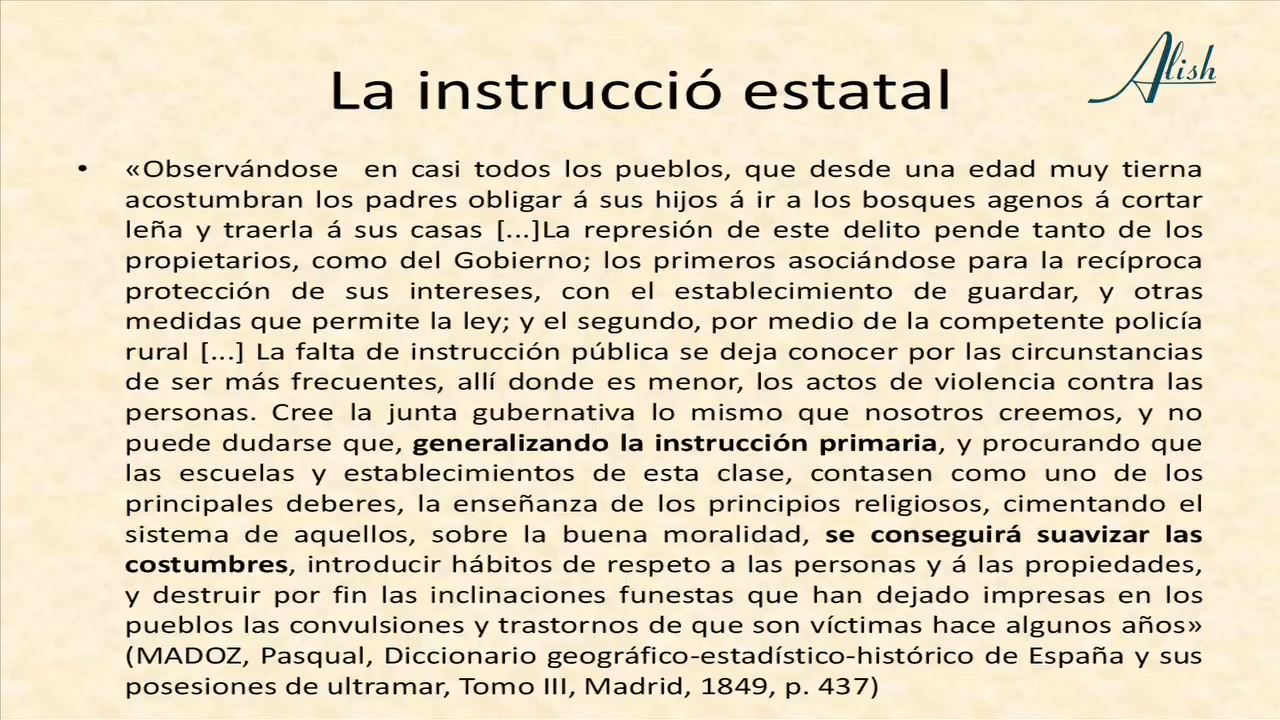 La instrucció estatal
Alish
• «Observándose en casi todos los pueblos, que desde una edad muy tierna
acostumbran los padres obligar á sus hijos á ir a los bosques agenos á cortar
leña y traerla á sus casas [...]La represión de este delito pende tanto de los
propietarios, como del Gobierno; los primeros asociándose para la recíproca
protección de sus intereses, con el establecimiento de guardar, y otras
medidas que permite la ley; y el segundo, por medio de la competente policía
rural [...] La falta de instrucción pública se deja conocer por las circunstancias
de ser más frecuentes, allí donde es menor, los actos de violencia contra las
personas. Cree la junta gubernativa lo mismo que nosotros creemos, y no
puede dudarse que, generalizando la instrucción primaria, y procurando que
las escuelas y establecimientos de esta clase, contasen como uno de los
principales deberes, la enseñanza de los principios religiosos, cimentando el
sistema de aquellos, sobre la buena moralidad, se conseguirá suavizar las
costumbres, introducir hábitos de respeto a las personas y á las propiedades,
y destruir por fin las inclinaciones funestas que han dejado impresas en los
pueblos las convulsiones y trastornos de que son víctimas hace algunos años»
(MADOZ, Pasqual, Diccionario geográfico-estadístico-histórico de España y sus
posesiones de ultramar, Tomo III, Madrid, 1849, p. 437)